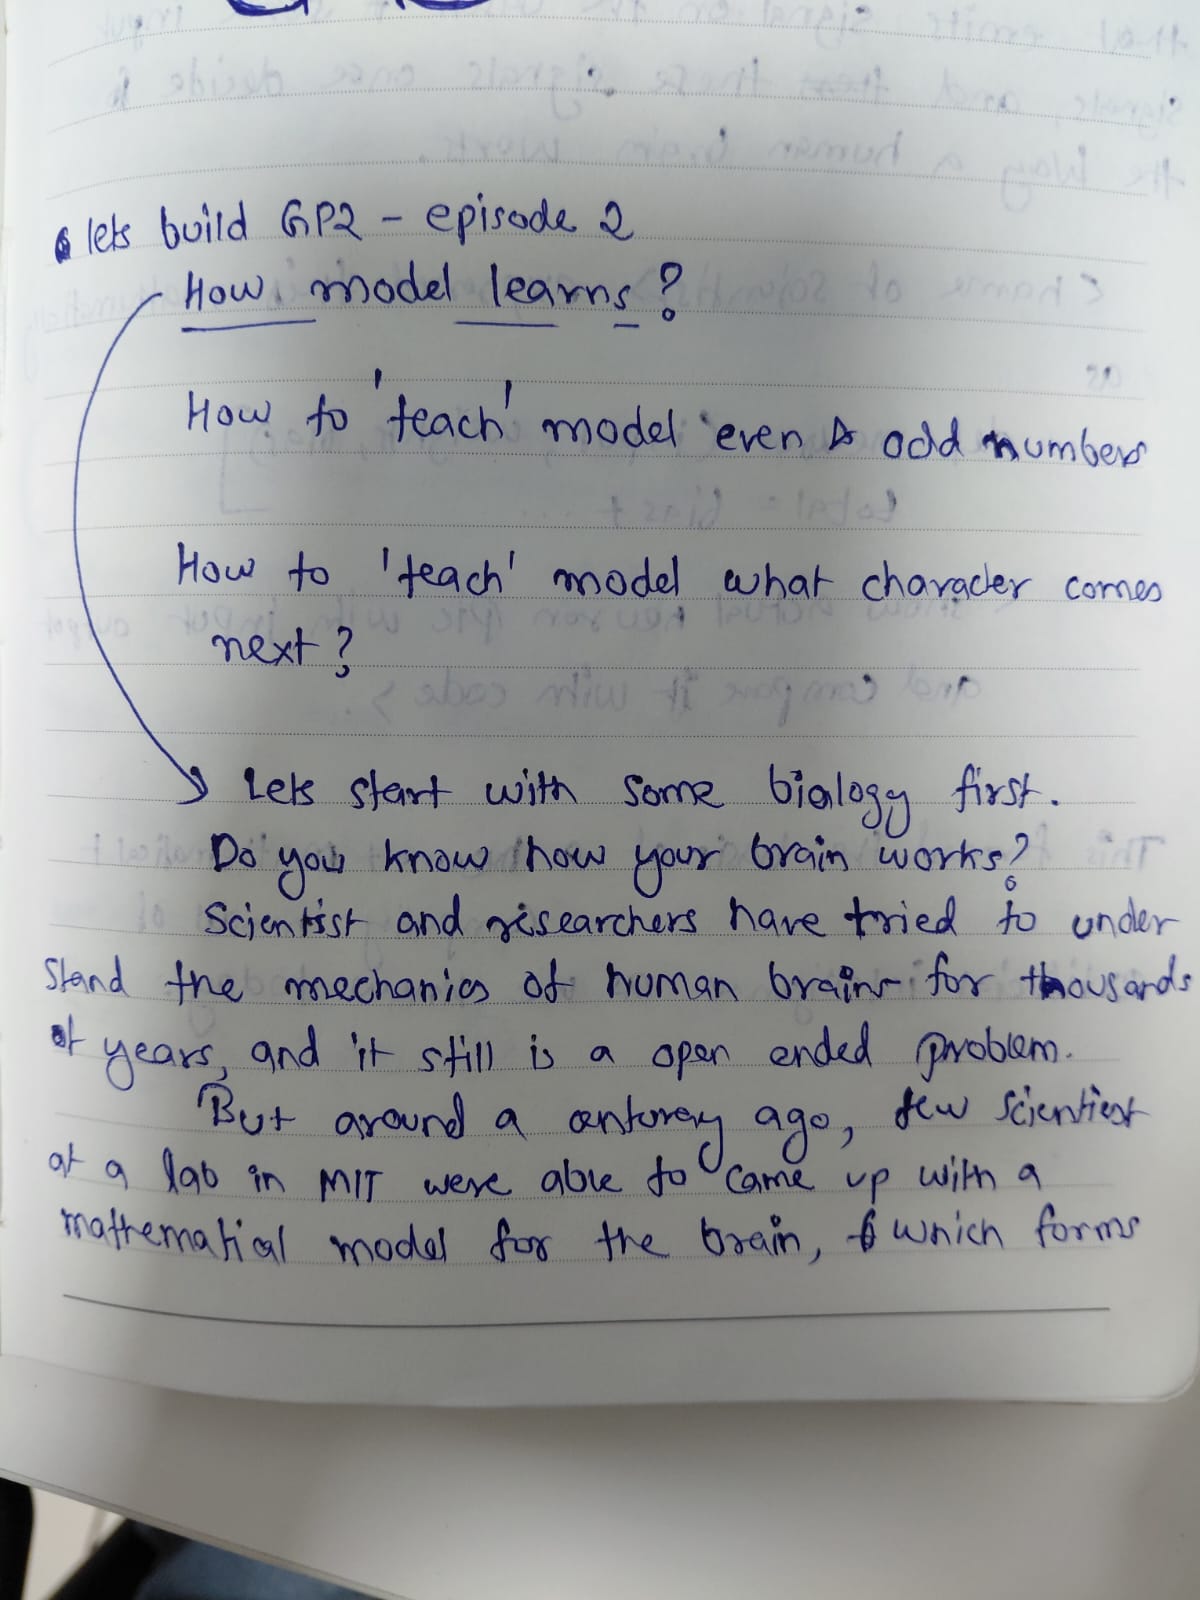 lets build GP2 - episode 2
How model learns?
How to 'teach' model even & odd numbers
How to 'teach' model what character comes
next?
Lets start with some biology first.
Do you know how your brain works?
Scientist and researchers have tried to under
stand the mechanics of human brains for thousands
of years, and it still is a open ended problem.
But around a centurey ago, few scientiest
at a lab in MIT were able to came up with a
mathematical model for the brain, which forms